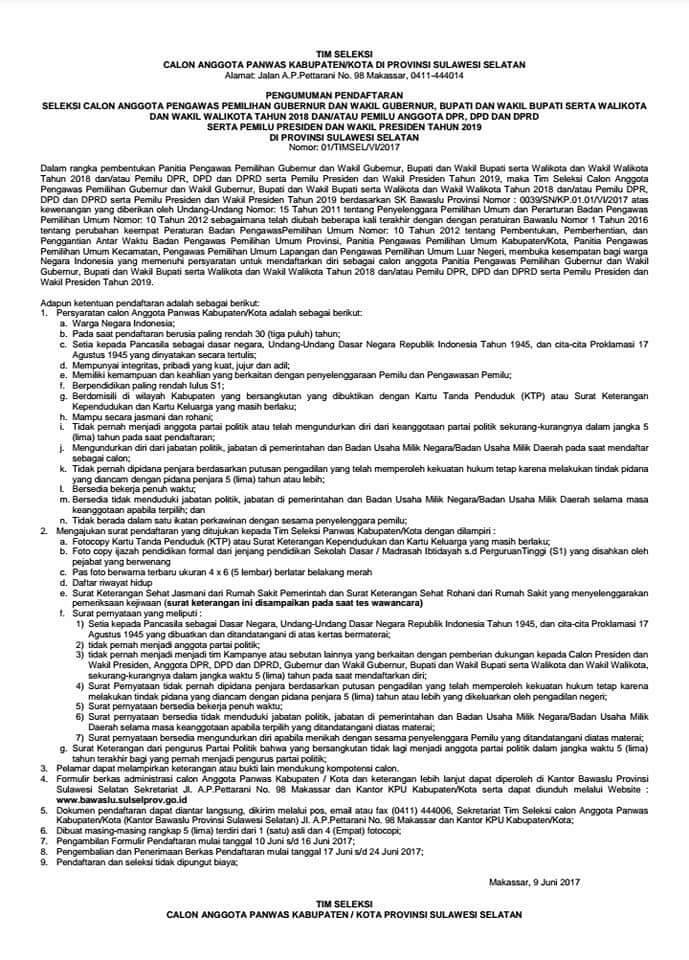 TIM SELEKSI
CALON ANGGOTA PANWAS KABUPATEN/KOTA DI PROVINSI SULAWESI SELATAN
Alamat: Jalan A.P.Pettarani No. 98 Makassar, 0411-444014
PENGUMUMAN PENDAFTARAN
SELEKSI CALON ANGGOTA PENGAWAS PEMILIHAN GUBERNUR DAN WAKIL GUBERNUR, BUPATI DAN WAKIL BUPATI SERTA WALIKOTA
DAN WAKIL WALIKOTA TAHUN 2018 DAN/ATAU PEMILU ANGGOTA DPR, DPD DAN DPRD
SERTA PEMILU PRESIDEN DAN WAKIL PRESIDEN TAHUN 2019
DI PROVINSI SULAWESI SELATAN
Nomor: 01/TIMSEL/VI/2017
Dalam rangka pembentukan Panitia Pengawas Pemilihan Gubernur dan Wakil Gubernur, Bupati dan Wakil Bupati serta Walikota dan Wakil Walikota
Tahun 2018 dan/atau Pemilu DPR, DPD dan DPRD serta Pemilu Presiden dan Wakil Presiden Tahun 2019, maka Tim Seleksi Calon Anggota
Pengawas Pemilihan Gubernur dan Wakil Gubernur, Bupati dan Wakil Bupati serta Walikota dan Wakil Walikota Tahun 2018 dan/atau Pemilu DPR,
DPD dan DPRD serta Pemilu Presiden dan Wakil Presiden Tahun 2019 berdasarkan SK Bawaslu Provinsi Nomor : 0039/SN/KP.01.01/VI/2017 atas
kewenangan yang diberikan oleh Undang-Undang Nomor: 15 Tahun 2011 tentang Penyelenggara Pemilihan Umum dan Perarturan Badan Pengawas
Pemilihan Umum Nomor: 10 Tahun 2012 sebagaimana telah diubah beberapa kali terakhir dengan dengan peraturan Bawaslu Nomor 1 Tahun 2016
tentang perubahan keempat Peraturan Badan PengawasPemilihan Umum Nomor: 10 Tahun 2012 tentang Pembentukan, Pemberhentian, dan
Penggantian Antar Waktu Badan Pengawas Pemilihan Umum Provinsi, Panitia Pengawas Pemilihan Umum Kabupaten/Kota, Panitia Pengawas
Pemilihan Umum Kecamatan, Pengawas Pemilihan Umum Lapangan dan Pengawas Pemilihan Umum Luar Negeri, membuka kesempatan bagi warga
Negara Indonesia yang memenuhi persyaratan untuk mendaftarkan diri sebagai calon anggota Panitia Pengawas Pemilihan Gubernur dan Wakil
Gubernur, Bupati dan Wakil Bupati serta Walikota dan Wakil Walikota Tahun 2018 dan/atau Pemilu DPR, DPD dan DPRD serta Pemilu Presiden dan
Wakil Presiden Tahun 2019.
Adapun ketentuan pendaftaran adalah sebagai berikut:
1. Persyaratan calon Anggota Panwas Kabupaten/Kota adalah sebagai berikut:
a. Warga Negara Indonesia;
b. Pada saat pendaftaran berusia paling rendah 30 (tiga puluh) tahun;
c. Setia kepada Pancasila sebagai dasar negara, Undang-Undang Dasar Negara Republik Indonesia Tahun 1945, dan cita-cita Proklamasi 17
Agustus 1945 yang dinyatakan secara tertulis;
d. Mempunyai integritas, pribadi yang kuat, jujur dan adil;
e. Memiliki kemampuan dan keahlian yang berkaitan dengan penyelenggaraan Pemilu dan Pengawasan Pemilu;
f. Berpendidikan paling rendah lulus S1;
g. Berdomisili di wilayah Kabupaten yang bersangkutan yang dibuktikan dengan Kartu Tanda Penduduk (KTP) atau Surat Keterangan
Kependudukan dan Kartu Keluarga yang masih berlaku;
h. Mampu secara jasmani dan rohani;
i. Tidak pernah menjadi anggota partai politik atau telah mengundurkan diri dari keanggotaan partai politik sekurang-kurangnya dalam jangka 5
(lima) tahun pada saat pendaftaran;
j. Mengundurkan diri dari jabatan politik, jabatan di pemerintahan dan Badan Usaha Milik Negara/Badan Usaha Milik Daerah pada saat mendaftar
sebagai calon;
k. Tidak pernah dipidana penjara berdasarkan putusan pengadilan yang telah memperoleh kekuatan hukum tetap karena melakukan tindak pidana
yang diancam dengan pidana penjara 5 (lima) tahun atau lebih;
l. Bersedia bekerja penuh waktu;
m. Bersedia tidak menduduki jabatan politik, jabatan di pemerintahan dan Badan Usaha Milik Negara/Badan Usaha Milik Daerah selama masa
keanggotaan apabila terpilih; dan
n. Tidak berada dalam satu ikatan perkawinan dengan sesama penyelenggara pemilu;
2. Mengajukan surat pendaftaran yang ditujukan kepada Tim Seleksi Panwas Kabupaten/Kota dengan dilampiri :
a. Fotocopy Kartu Tanda Penduduk (KTP) atau Surat Keterangan Kependudukan dan Kartu Keluarga yang masih berlaku;
b. Foto copy ijazah pendidikan formal dari jenjang pendidikan Sekolah Dasar / Madrasah Ibtidayah s.d PerguruanTinggi (S1) yang disahkan oleh
pejabat yang berwenang
c. Pas foto berwarna terbaru ukuran 4 x 6 (5 lembar) berlatar belakang merah
d. Daftar riwayat hidup
e. Surat Keterangan Sehat Jasmani dari Rumah Sakit Pemerintah dan Surat Keterangan Sehat Rohani dari Rumah Sakit yang menyelenggarakan
pemeriksaan kejiwaan (surat keterangan ini disampaikan pada saat tes wawancara)
f. Surat pernyataan yang meliputi :
1) Setia kepada Pancasila sebagai Dasar Negara, Undang-Undang Dasar Negara Republik Indonesia Tahun 1945, dan cita-cita Proklamasi 17
Agustus 1945 yang dibuatkan dan ditandatangani di atas kertas bermaterai;
2) tidak pernah menjadi anggota partai politik;
3) tidak pernah menjadi menjadi tim Kampanye atau sebutan lainnya yang berkaitan dengan pemberian dukungan kepada Calon Presiden dan
Wakil Presiden, Anggota DPR, DPD dan DPRD, Gubernur dan Wakil Gubernur, Bupati dan Wakil Bupati serta Walikota dan Wakil Walikota,
sekurang-kurangnya dalam jangka waktu 5 (lima) tahun pada saat mendaftarkan diri;
4) Surat Pernyataan tidak pernah dipidana penjara berdasarkan putusan pengadilan yang telah memperoleh kekuatan hukum tetap karena
melakukan tindak pidana yang diancam dengan pidana penjara 5 (lima) tahun atau lebih yang dikeluarkan oleh pengadilan negeri;
5) Surat pernyataan bersedia bekerja penuh waktu;
6) Surat pernyataan bersedia tidak menduduki jabatan politik, jabatan di pemerintahan dan Badan Usaha Milik Negara/Badan Usaha Milik
Daerah selama masa keanggotaan apabila terpilih yang ditandatangani diatas materai;
7) Surat pernyataan bersedia mengundurkan diri apabila menikah dengan sesama penyelenggara Pemilu yang ditandatangani diatas materai;
g. Surat Keterangan dari pengurus Partai Politik bahwa yang bersangkutan tidak lagi menjadi anggota partai politik dalam jangka waktu 5 (lima)
tahun terakhir bagi yang pernah menjadi pengurus partai politik;
3. Pelamar dapat melampirkan keterangan atau bukti lain mendukung kompotensi calon.
4. Formulir berkas administrasi calon Anggota Panwas Kabupaten / Kota dan keterangan lebih lanjut dapat diperoleh di Kantor Bawaslu Provinsi
Sulawesi Selatan Sekretariat Jl. A.P.Pettarani No. 98 Makassar dan Kantor KPU Kabupaten/Kota serta dapat diunduh melalui Website :
www.bawaslu.sulselprov.go.id
5. Dokumen pendaftaran dapat diantar langsung, dikirim melalui pos, email atau fax (0411) 444006, Sekretariat Tim Seleksi calon Anggota Panwas
Kabupaten/Kota (Kantor Bawaslu Provinsi Sulawesi Selatan) Jl. A.P.Pettarani No. 98 Makassar dan Kantor KPU Kabupaten/Kota;
6. Dibuat masing-masing rangkap 5 (lima) terdiri dari 1 (satu) asli dan 4 (Empat) fotocopi;
7. Pengambilan Formulir Pendaftaran mulai tanggal 10 Juni s/d 16 Juni 2017;
8. Pengembalian dan Penerimaan Berkas Pendaftaran mulai tanggal 17 Juni s/d 24 Juni 2017;
9. Pendaftaran dan seleksi tidak dipungut biaya;
Makassar, 9 Juni 2017
TIM SELEKSI
CALON ANGGOTA PANWAS KABUPATEN / KOTA PROVINSI SULAWESI SELATAN